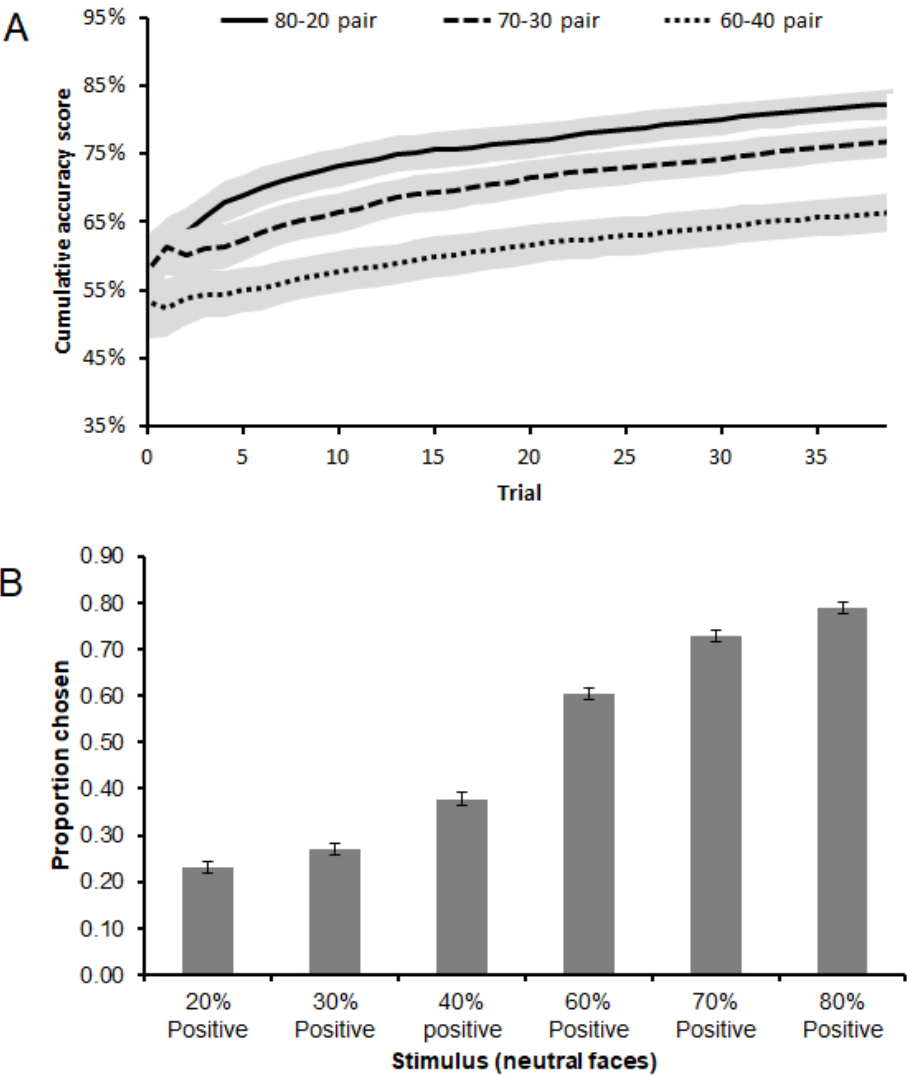 A
80-20 pair 70-30 pair 60-40 pair
Cumulative accuracy score
95%
85%
75%
65%
55%
45%
35%
0 5 10 15 20 25 30 35
Trial
B
Proportion chosen
0.90
0.80
0.70
0.60
0.50
0.40
0.30
0.20
0.10
0.00
20% 30% 40% 60% 70% 80%
Positive Positive positive Positive Positive Positive
Stimulus (neutral faces)